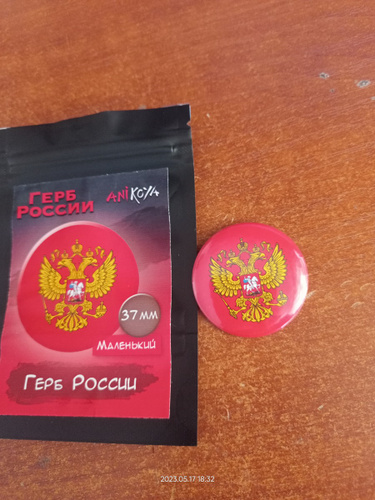 ГЕРБ
РОССИИ
ANIKOYA
37 ММ
МАЛЕНЬКИЙ
ГЕРБ РОССИИ
2023.05.17 18:32